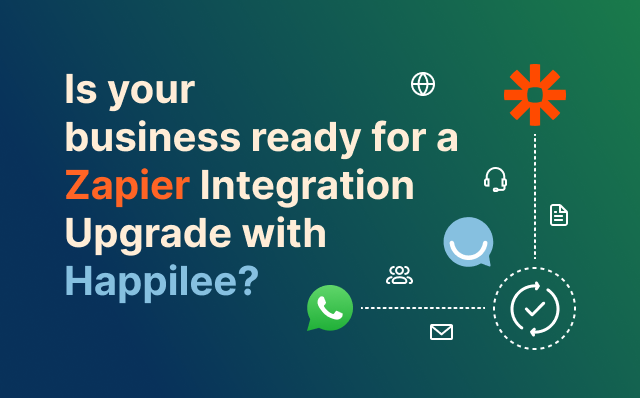 Is your
business ready for a
Zapier Integration
Upgrade with
Happilee?